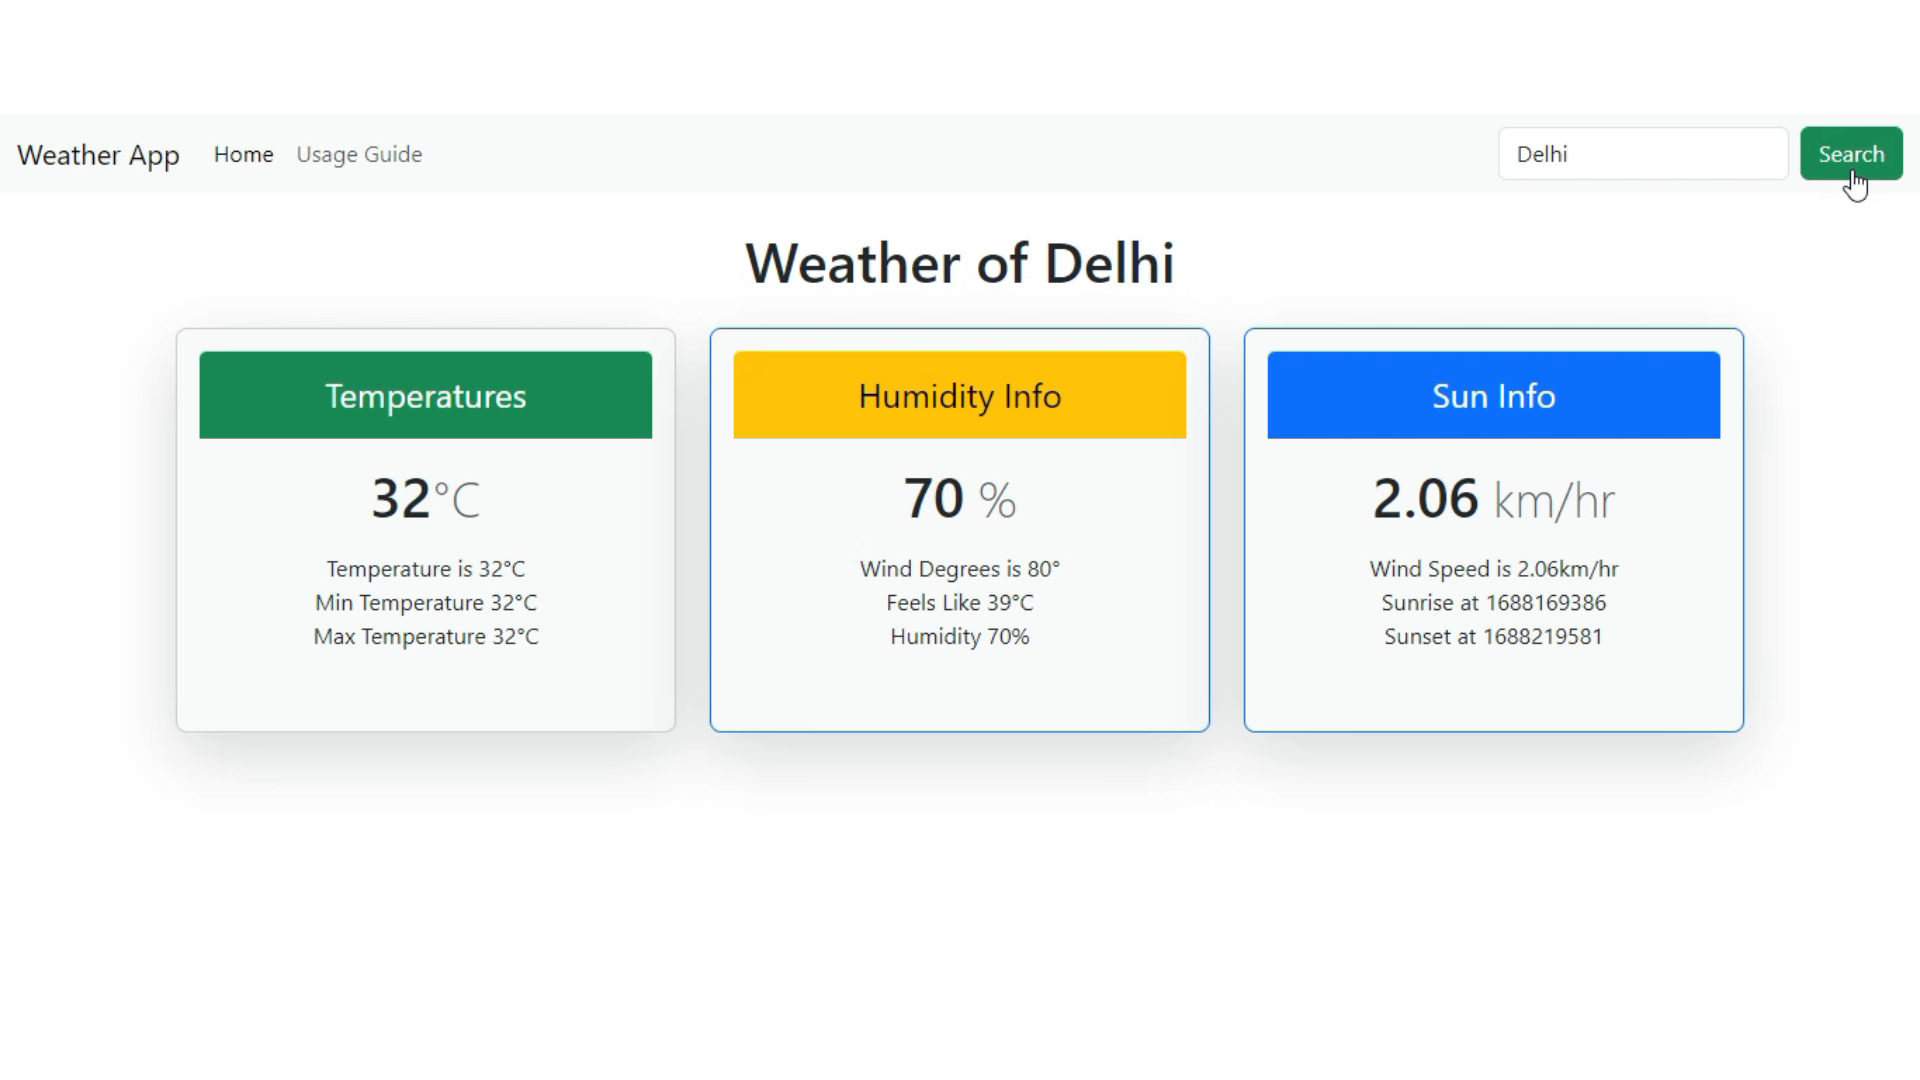 Weather App Home Usage Guide Delhi Search
Weather of Delhi
Temperatures
32°C
Temperature is 32°C
Min Temperature 32°C
Max Temperature 32°C
Humidity Info
70 %
Wind Degrees is 80°
Feels Like 39°C
Humidity 70%
Sun Info
2.06 km/hr
Wind Speed is 2.06km/hr
Sunrise at 1688169386
Sunset at 1688219581